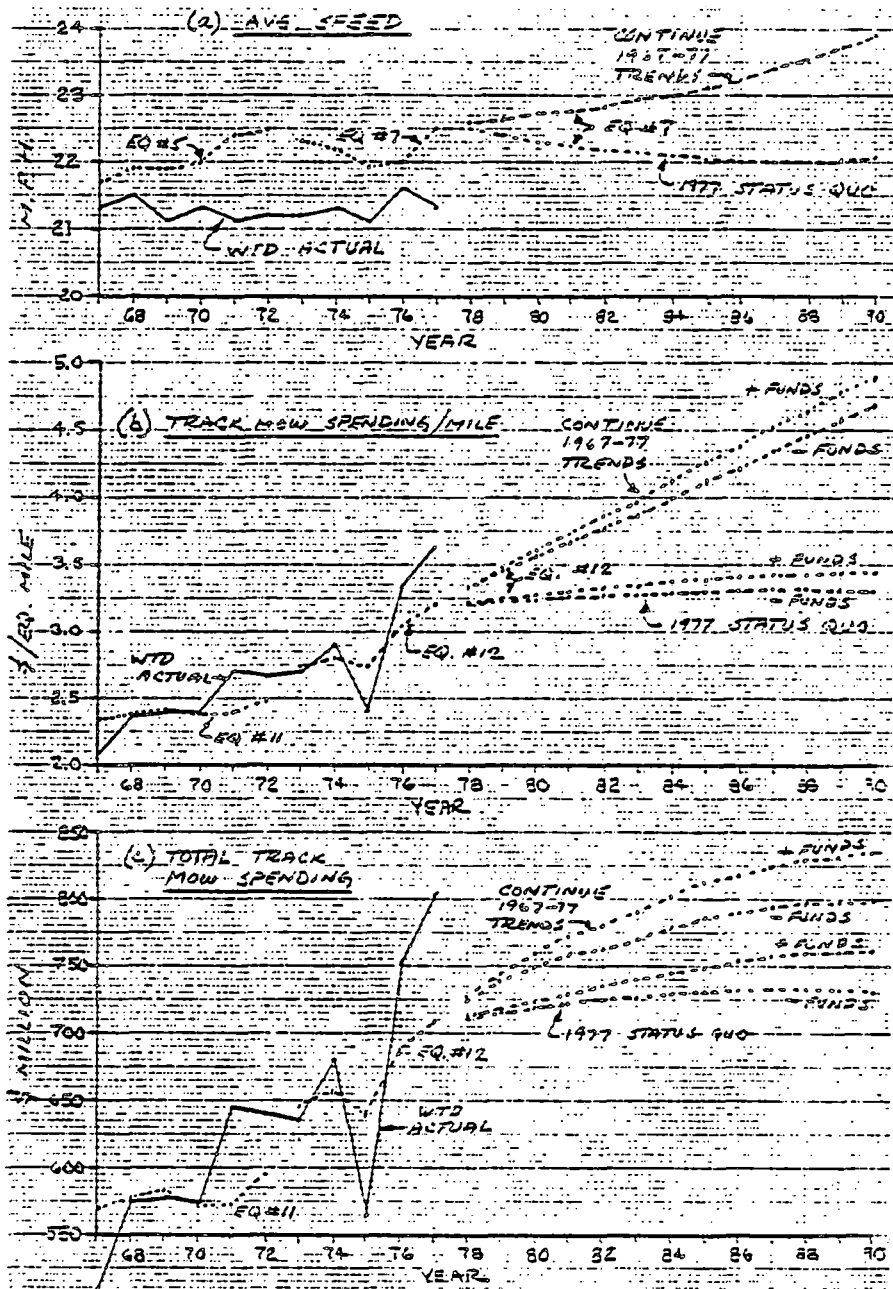 (a) AVG. SPEED
24
23
22
21
20
M.P.H.
CONTINUE
1967-77
TRENDS
EQ #5
EQ #7
EQ #7
1977 STATUS QUO
WTD ACTUAL
68 70 72 74 76 78 80 82 84 86 88 90
YEAR
(b) TRACK MOW SPENDING/MILE
5.0
4.5
4.0
3.5
3.0
2.5
2.0
$/EQ. MILE
CONTINUE
1967-77
TRENDS
+ FUNDS
- FUNDS
EQ. #12
+ FUNDS
- FUNDS
1977 STATUS QUO
EQ. #12
WTD
ACTUAL
EQ #11
68 70 72 74 76 78 80 82 84 86 88 90
YEAR
(c) TOTAL TRACK
MOW SPENDING
850
800
750
700
650
600
550
$ MILLION
CONTINUE
1967-77
TRENDS
+ FUNDS
- FUNDS
+ FUNDS
- FUNDS
1977 STATUS QUO
EQ. #12
WTD
ACTUAL
EQ #11
68 70 72 74 76 78 80 82 84 86 88 90
YEAR